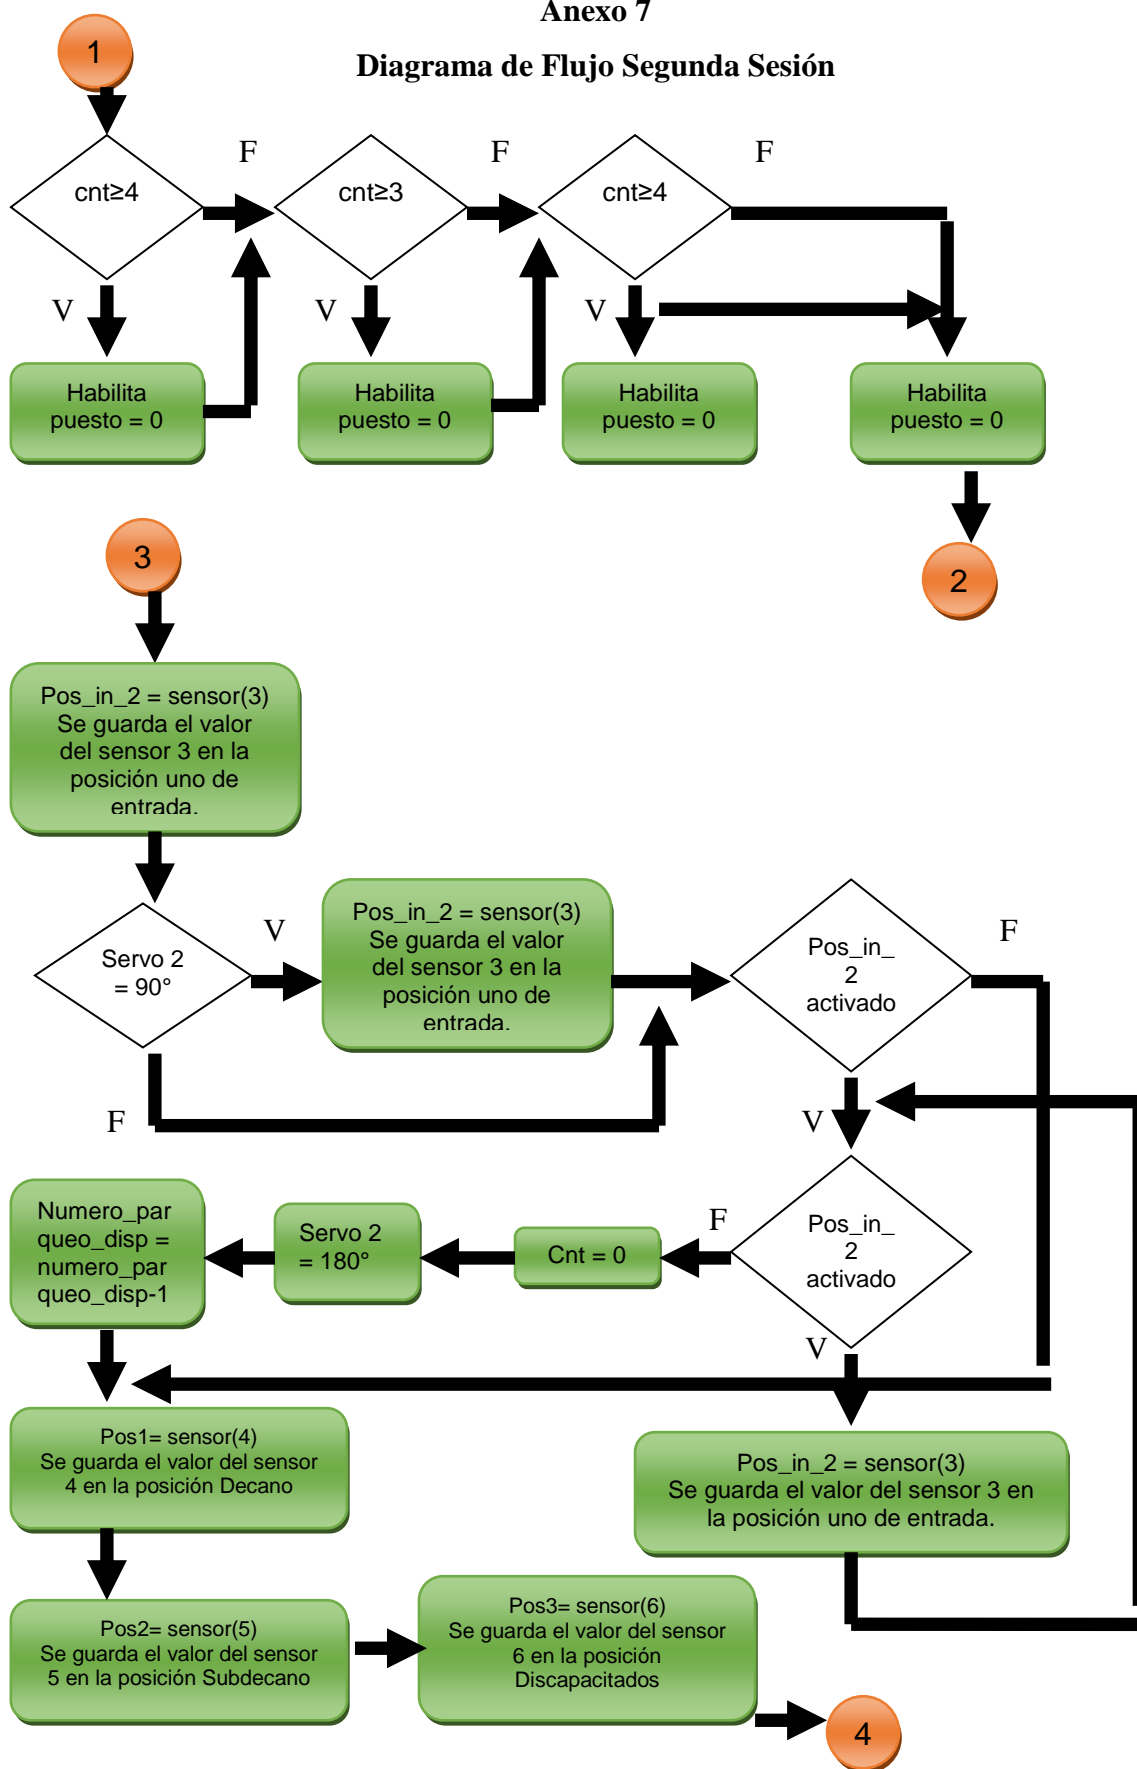 Anexo 7
Diagrama de Flujo Segunda Sesión
1
cnt≥4
F
cnt≥3
F
cnt≥4
F
V
V
V
Habilita
puesto = 0
Habilita
puesto = 0
Habilita
puesto = 0
Habilita
puesto = 0
2
3
Pos_in_2 = sensor(3)
Se guarda el valor
del sensor 3 en la
posición uno de
entrada.
Servo 2
= 90°
V
F
Pos_in_2 = sensor(3)
Se guarda el valor
del sensor 3 en la
posición uno de
entrada.
Pos_in_
2
activado
F
V
Pos_in_
2
activado
F
V
Cnt = 0
Servo 2
= 180°
Numero_par
queo_disp =
numero_par
queo_disp-1
Pos1= sensor(4)
Se guarda el valor del sensor
4 en la posición Decano
Pos_in_2 = sensor(3)
Se guarda el valor del sensor 3 en
la posición uno de entrada.
Pos2= sensor(5)
Se guarda el valor del sensor
5 en la posición Subdecano
Pos3= sensor(6)
Se guarda el valor del sensor
6 en la posición
Discapacitados
4